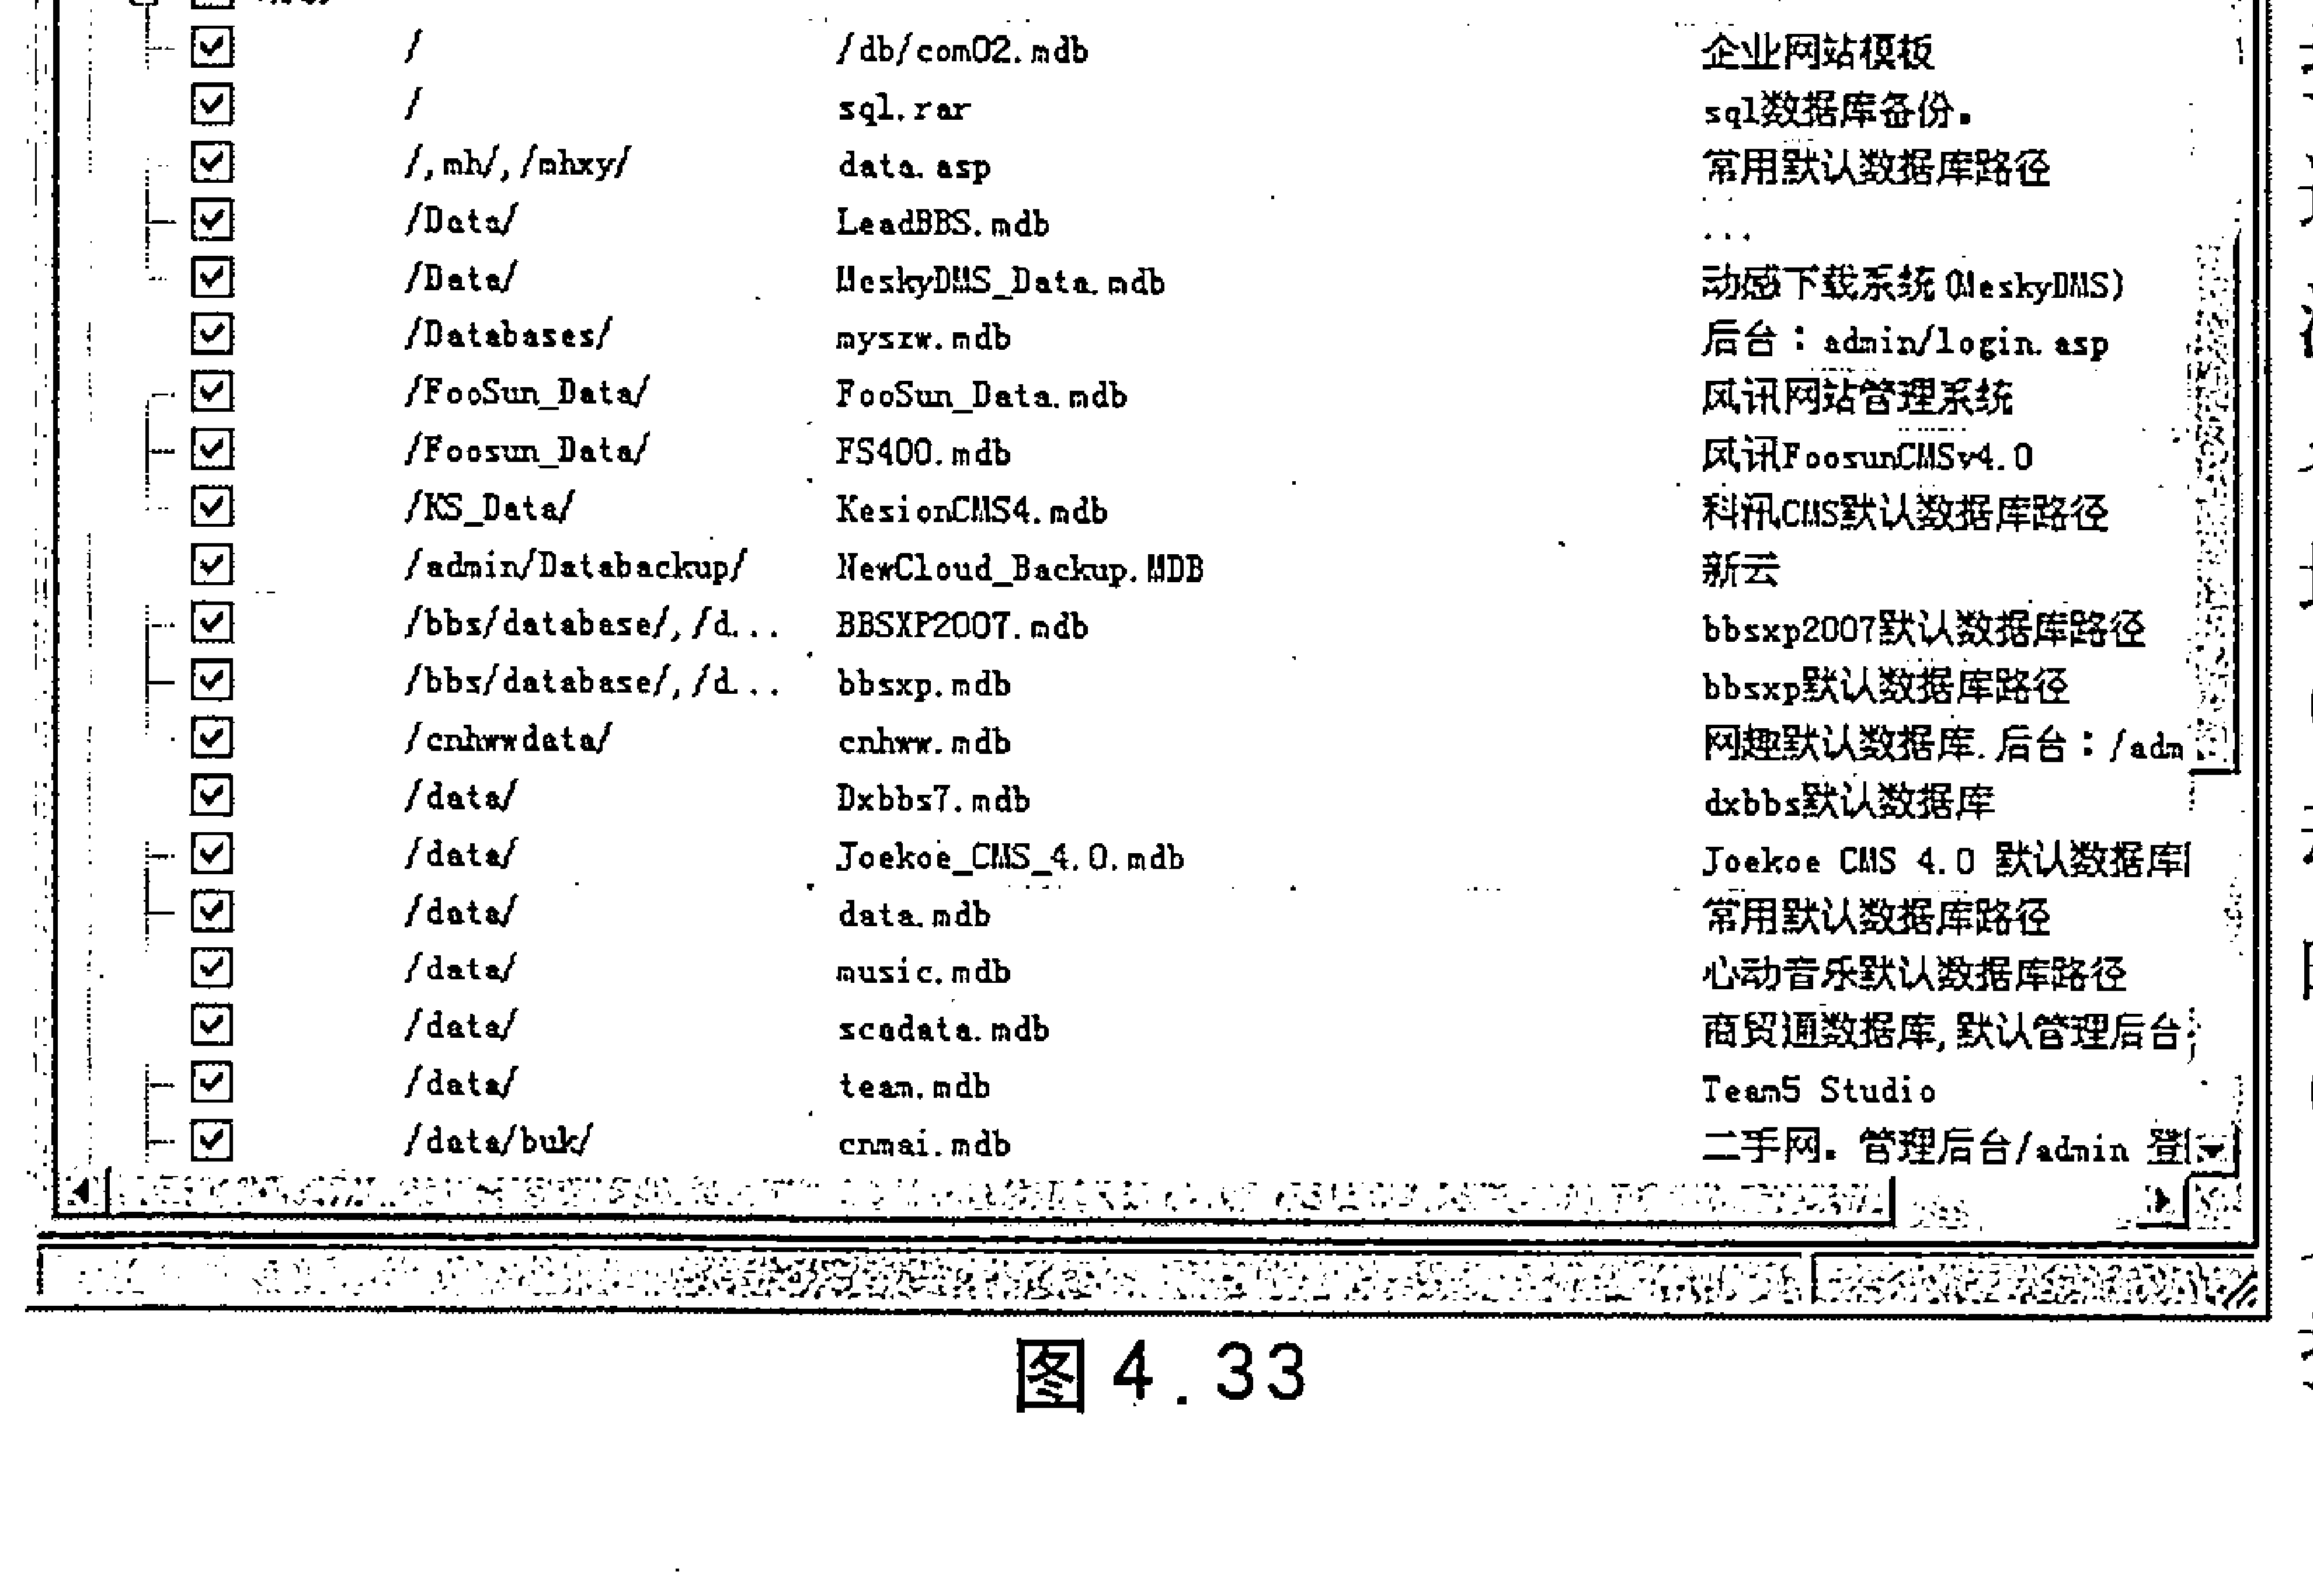 / /db/com02.mdb 企业网站模板
/ sql.rar sql数据库备份。
/,mh/,/mhxy/ data.asp 常用默认数据库路径
/Data/ LeadBBS.mdb ...
/Data/ MeskyDMS_Data.mdb 动感下载系统(MeskyDMS)
/Databases/ mysrw.mdb 后台：admin/login.asp
/FooSun_Data/ FooSun_Data.mdb 风讯网站管理系统
/Foosun_Data/ FS400.mdb 风讯FoosunCMSv4.0
/KS_Data/ KesionCMS4.mdb 科汛CMS默认数据库路径
/admin/Databackup/ NewCloud_Backup.MDB 新云
/bbs/database/,/d... BBSXP2007.mdb bbsxp2007默认数据库路径
/bbs/database/,/d... bbsxp.mdb bbsxp默认数据库路径
/cnhwwdata/ cnhww.mdb 网趣默认数据库.后台：/adm
/data/ Dxbbs7.mdb dxbbs默认数据库
/data/ Joekoe_CMS_4.0.mdb Joekoe CMS 4.0 默认数据库
/data/ data.mdb 常用默认数据库路径
/data/ music.mdb 心动音乐默认数据库路径
/data/ scadata.mdb 商贸通数据库,默认管理后台
/data/ team.mdb Team5 Studio
/data/buk/ cnmai.mdb 二手网。管理后台/admin 登
图4.33